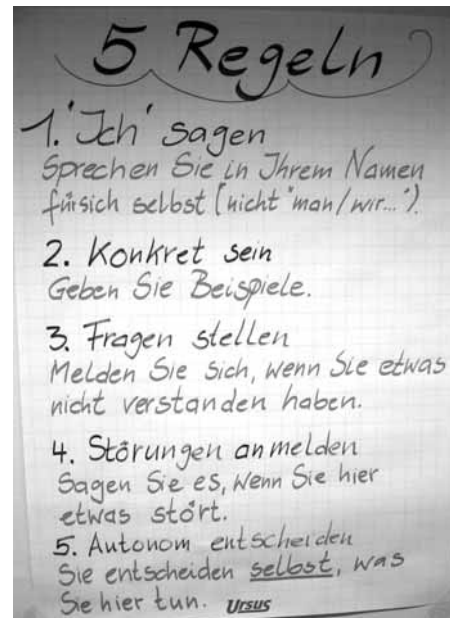 5 Regeln
1. 'Ich' sagen
Sprechen Sie in Ihrem Namen
für sich selbst (nicht "man/wir...").
2. Konkret sein
Geben Sie Beispiele.
3. Fragen stellen
Melden Sie sich, wenn Sie etwas
nicht verstanden haben.
4. Störungen anmelden
Sagen Sie es, wenn Sie hier
etwas stört.
5. Autonom entscheiden
Sie entscheiden selbst, was
Sie hier tun. Ursus